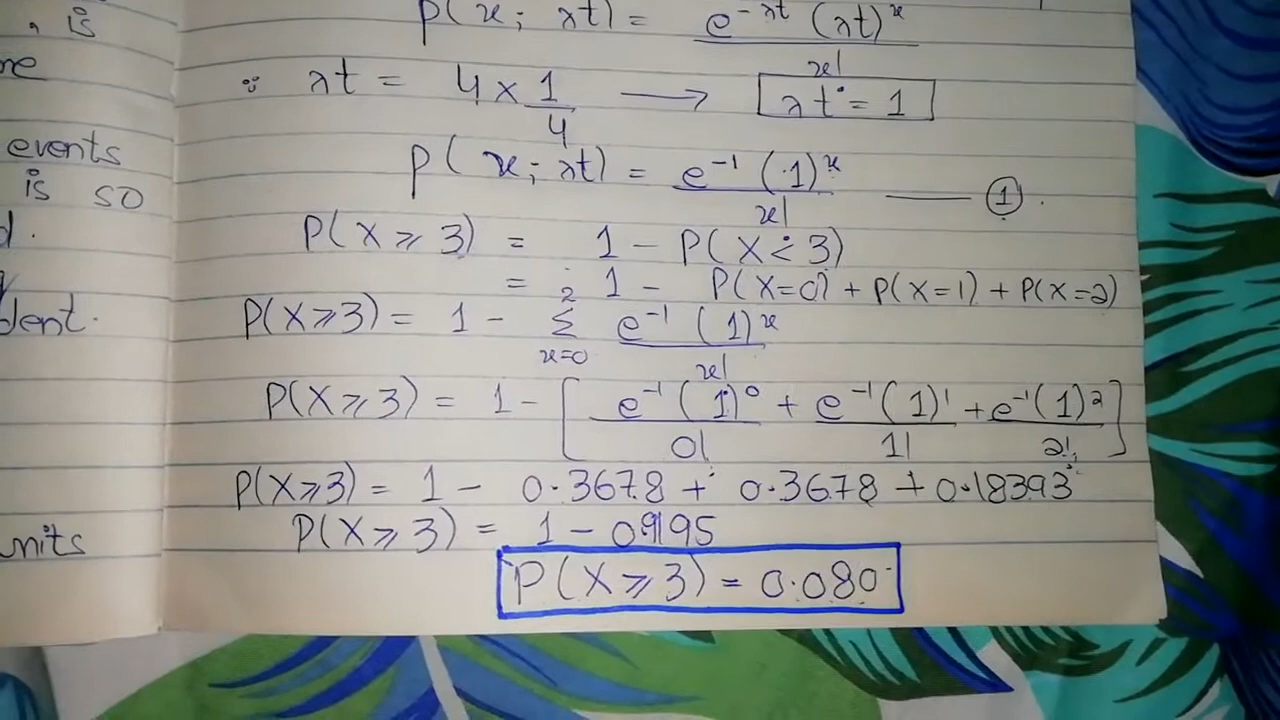 , is
re
events
is so
d.
dent.
nits
P(x; λt) = e^-λt (λt)^x / x!
∵ λt = 4 × 1/4 → λt = 1
P(x; λt) = e^-1 (1)^x / x! —— ①.
P(X ⩾ 3) = 1 - P(X < 3)
= 1 - P(X=0) + P(X=1) + P(X=2)
P(X⩾3) = 1 - Σ_{x=0}^{2} e^-1 (1)^x / x!
P(X⩾3) = 1 - [ e^-1 (1)^0 / 0! + e^-1 (1)^1 / 1! + e^-1 (1)^2 / 2! ]
P(X⩾3) = 1 - 0.3678 + 0.3678 + 0.18393
P(X⩾3) = 1 - 0.9195
P(X⩾3) = 0.080